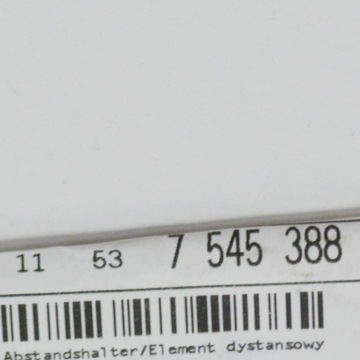 11 53 7 545 388
Abstandshalter/Element dystansowy